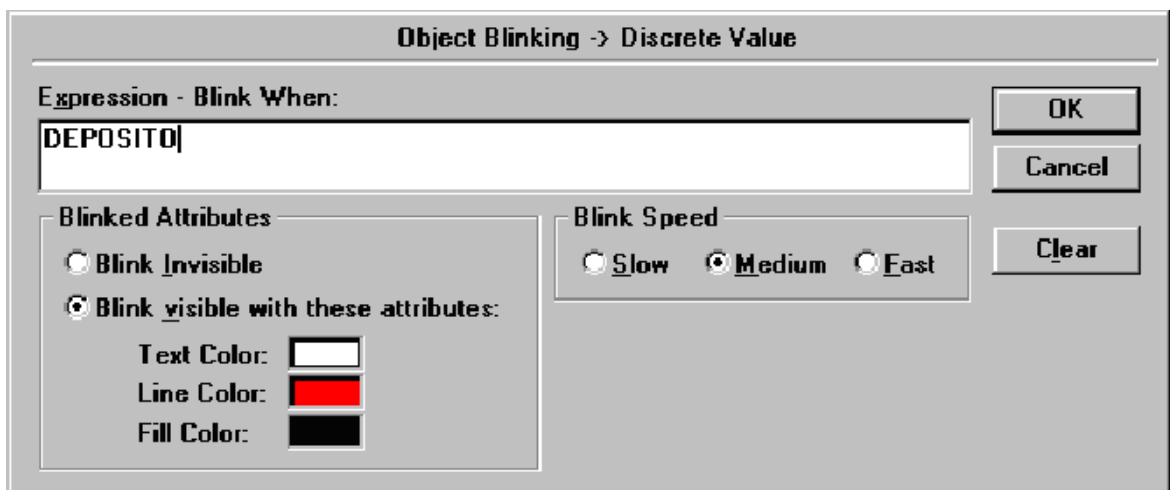 Object Blinking -> Discrete Value
Expression - Blink When:
DEPOSITO
OK
Cancel
Clear
Blinked Attributes
Blink Invisible
Blink visible with these attributes:
Text Color:
Line Color:
Fill Color:
Blink Speed
Slow Medium Fast